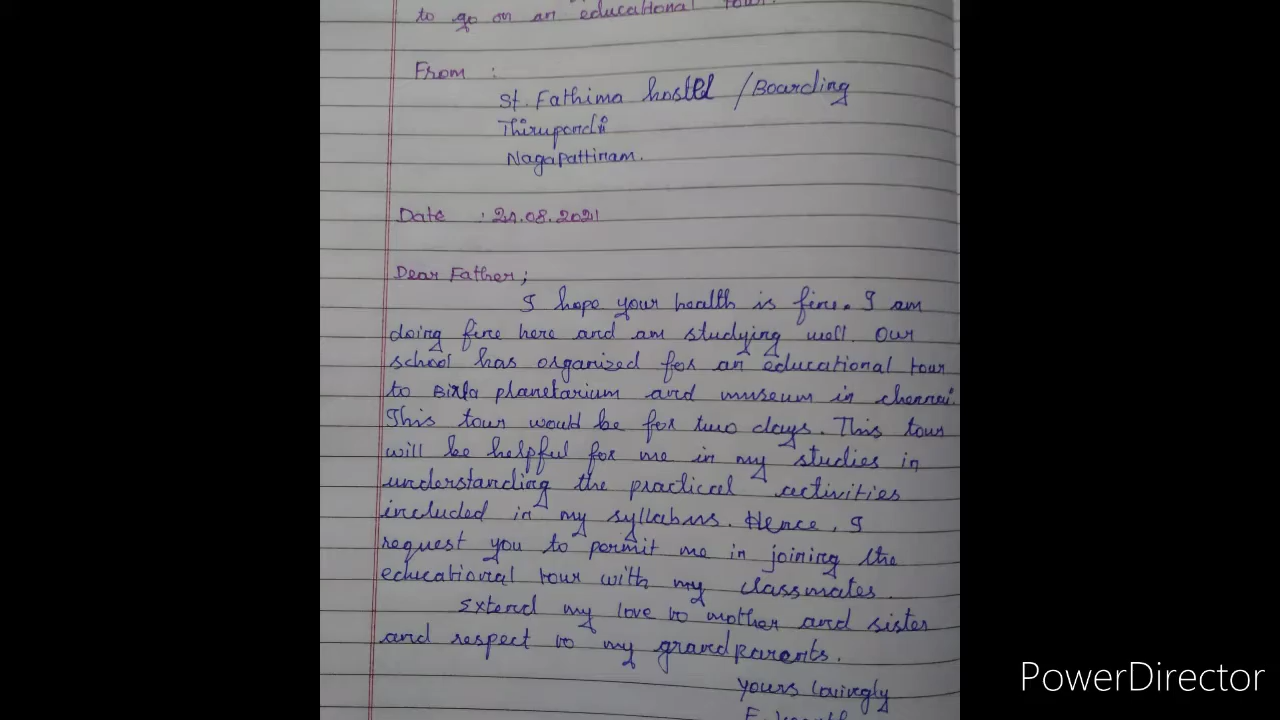 to go on an educational tour.
From :
St. Fathima hostel / Boarding
Thirupondi
Nagapattinam.
Date : 21.08.2021
Dear Father;
I hope your health is fine. I am
doing fine here and am studying well. Our
school has organized for an educational tour
to Birla planetarium and museum in chennai.
This tour would be for two days. This tour
will be helpful for me in my studies in
understanding the practical activities
included in my syllabus. Hence, I
request you to permit me in joining the
educational tour with my classmates.
Extend my love to mother and sister
and respect to my grandparents.
Yours lovingly
PowerDirector